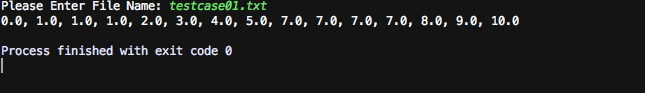 Please Enter File Name: testcase01.txt
0.0, 1.0, 1.0, 1.0, 2.0, 3.0, 4.0, 5.0, 7.0, 7.0, 7.0, 7.0, 8.0, 9.0, 10.0
Process finished with exit code 0